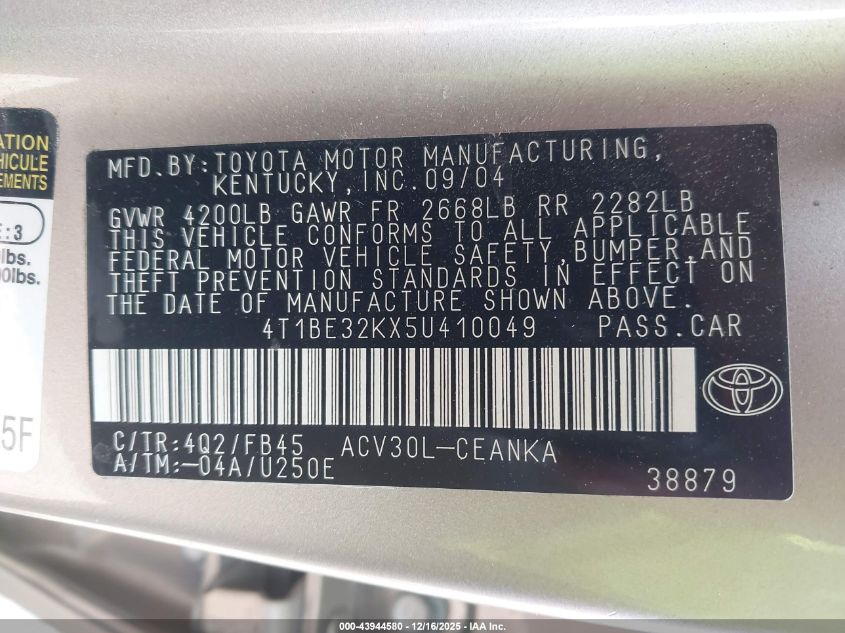 ATION
VEHICULE
EMENTS
E:3
lbs.
00lbs.
5F
MFD.BY:TOYOTA MOTOR MANUFACTURING,
KENTUCKY,INC.09/04
GVWR 4200LB GAWR FR 2668LB RR 2282LB
THIS VEHICLE CONFORMS TO ALL APPLICABLE
FEDERAL MOTOR VEHICLE SAFETY,BUMPER,AND
THEFT PREVENTION STANDARDS IN EFFECT ON
THE DATE OF MANUFACTURE SHOWN ABOVE.
4T1BE32KX5U410049 PASS.CAR
C/TR:4Q2/FB45 ACV30L-CEANKA
A/TM:-04A/U250E
38879
000-43944580 - 12/16/2025 - IAA Inc.